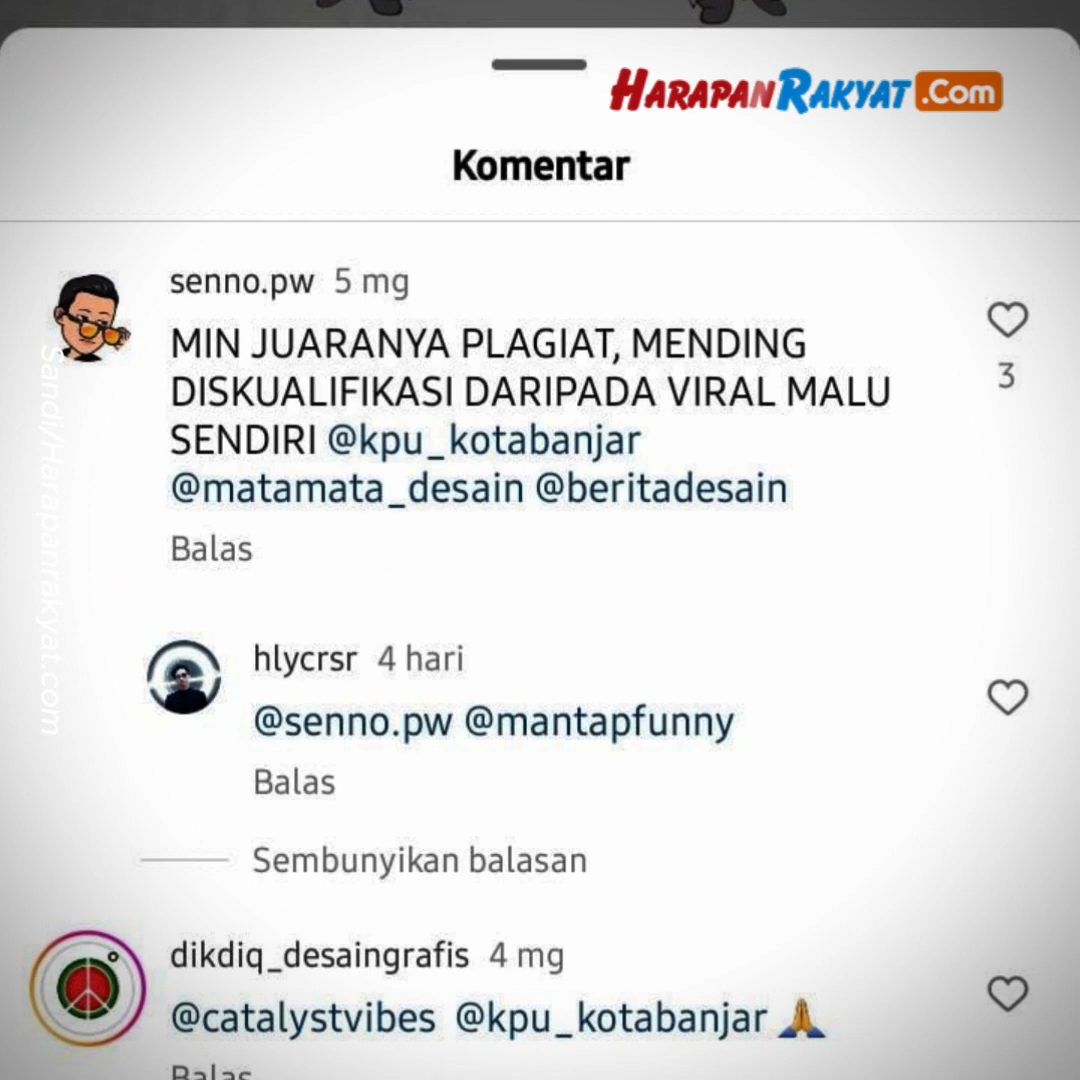 HARAPANRAKYAT.Com
Komentar
senno.pw 5 mg
MIN JUARANYA PLAGIAT, MENDING
DISKUALIFIKASI DARIPADA VIRAL MALU
SENDIRI @kpu_kotabanjar
@matamata_desain @beritadesain
3
Balas
hlycrsr 4 hari
@senno.pw @mantapfunny
Balas
Sembunyikan balasan
dikdiq_desaingrafis 4 mg
@catalystvibes @kpu_kotabanjar 🙏
Balas
Sandi/Harapanrakyat.com